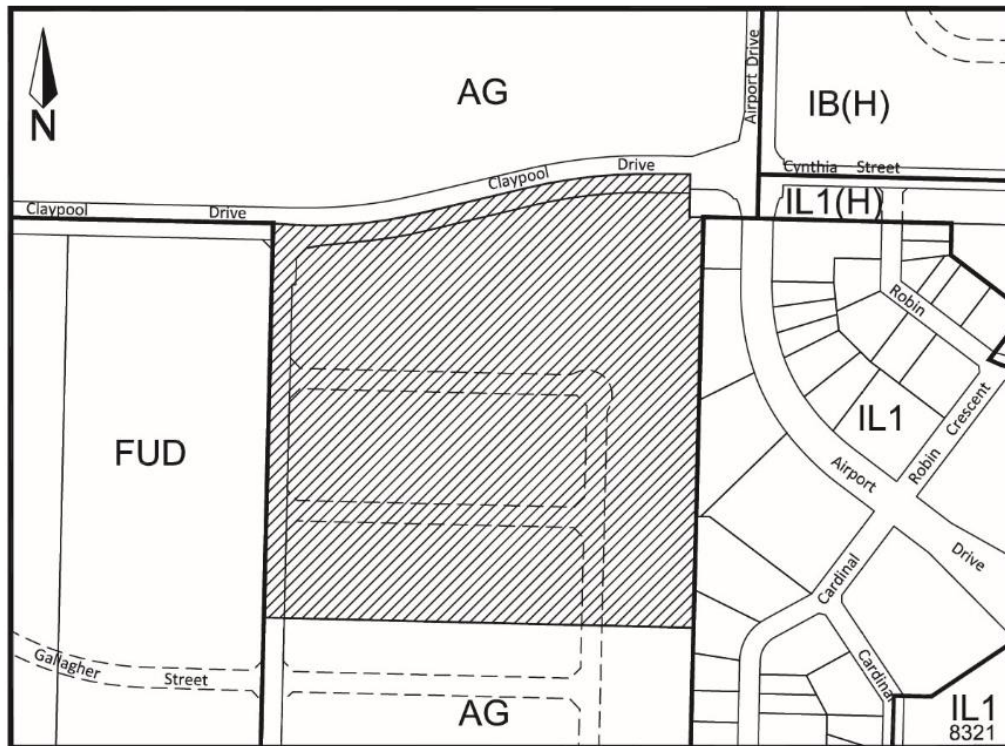 AG
Airport Drive
IB(H)
N
Claypool Drive
Cynthia Street
Claypool Drive
IL1(H)
Robin
Crescent
Robin
IL1
FUD
Airport
Drive
Cardinal
Gallagher Street
Cardinal
AG
IL1
8321